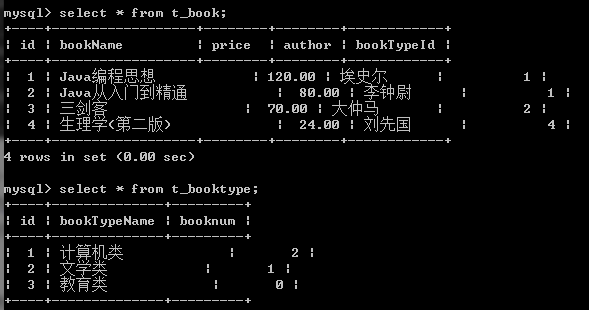 mysql> select * from t_book;
+----+--------------------+--------+--------+------------+
| id | bookName           | price  | author | bookTypeId |
+----+--------------------+--------+--------+------------+
|  1 | Java编程思想                 | 120.00 | 埃史尔      |          1 |
|  2 | Java从入门到精通           |  80.00 | 李钟尉      |          1 |
|  3 | 三剑客                |  70.00 | 大仲马      |          2 |
|  4 | 生理学(第二版)             |  24.00 | 刘先国      |          4 |
+----+--------------------+--------+--------+------------+
4 rows in set (0.00 sec)
mysql> select * from t_booktype;
+----+--------------+---------+
| id | bookTypeName | booknum |
+----+--------------+---------+
|  1 | 计算机类             |       2 |
|  2 | 文学类           |       1 |
|  3 | 教育类            |       0 |
+----+--------------+---------+